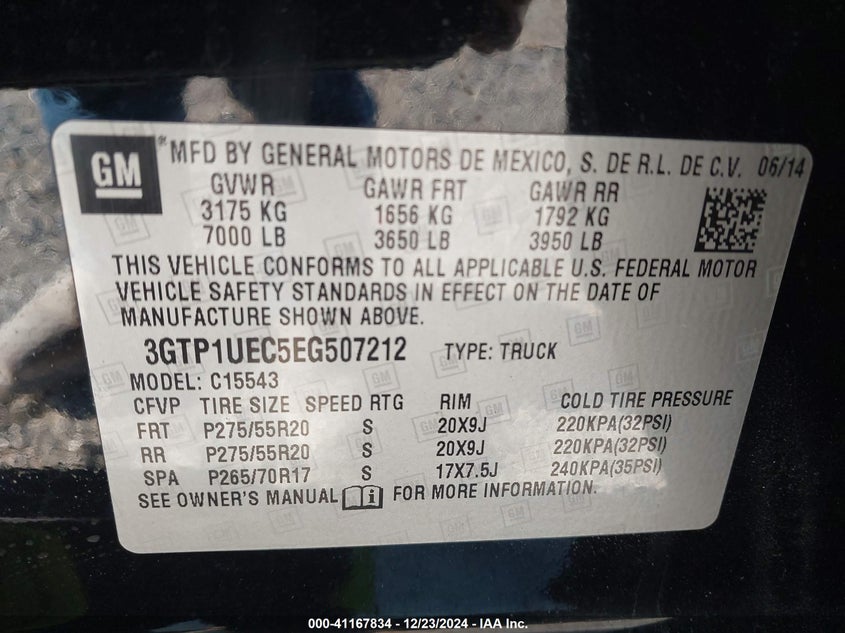 GM
MFD BY GENERAL MOTORS DE MEXICO, S. DE R.L. DE C.V. 06/14
GVWR GAWR FRT GAWR RR
3175 KG 1656 KG 1792 KG
7000 LB 3650 LB 3950 LB
THIS VEHICLE CONFORMS TO ALL APPLICABLE U.S. FEDERAL MOTOR
VEHICLE SAFETY STANDARDS IN EFFECT ON THE DATE OF
MANUFACTURE SHOWN ABOVE.
3GTP1UEC5EG507212 TYPE: TRUCK
MODEL: C15543
CFVP TIRE SIZE SPEED RTG RIM COLD TIRE PRESSURE
FRT P275/55R20 S 20X9J 220KPA(32PSI)
RR P275/55R20 S 20X9J 220KPA(32PSI)
SPA P265/70R17 S 17X7.5J 240KPA(35PSI)
SEE OWNER'S MANUAL i FOR MORE INFORMATION.
000-41167834 - 12/23/2024 - IAA Inc.